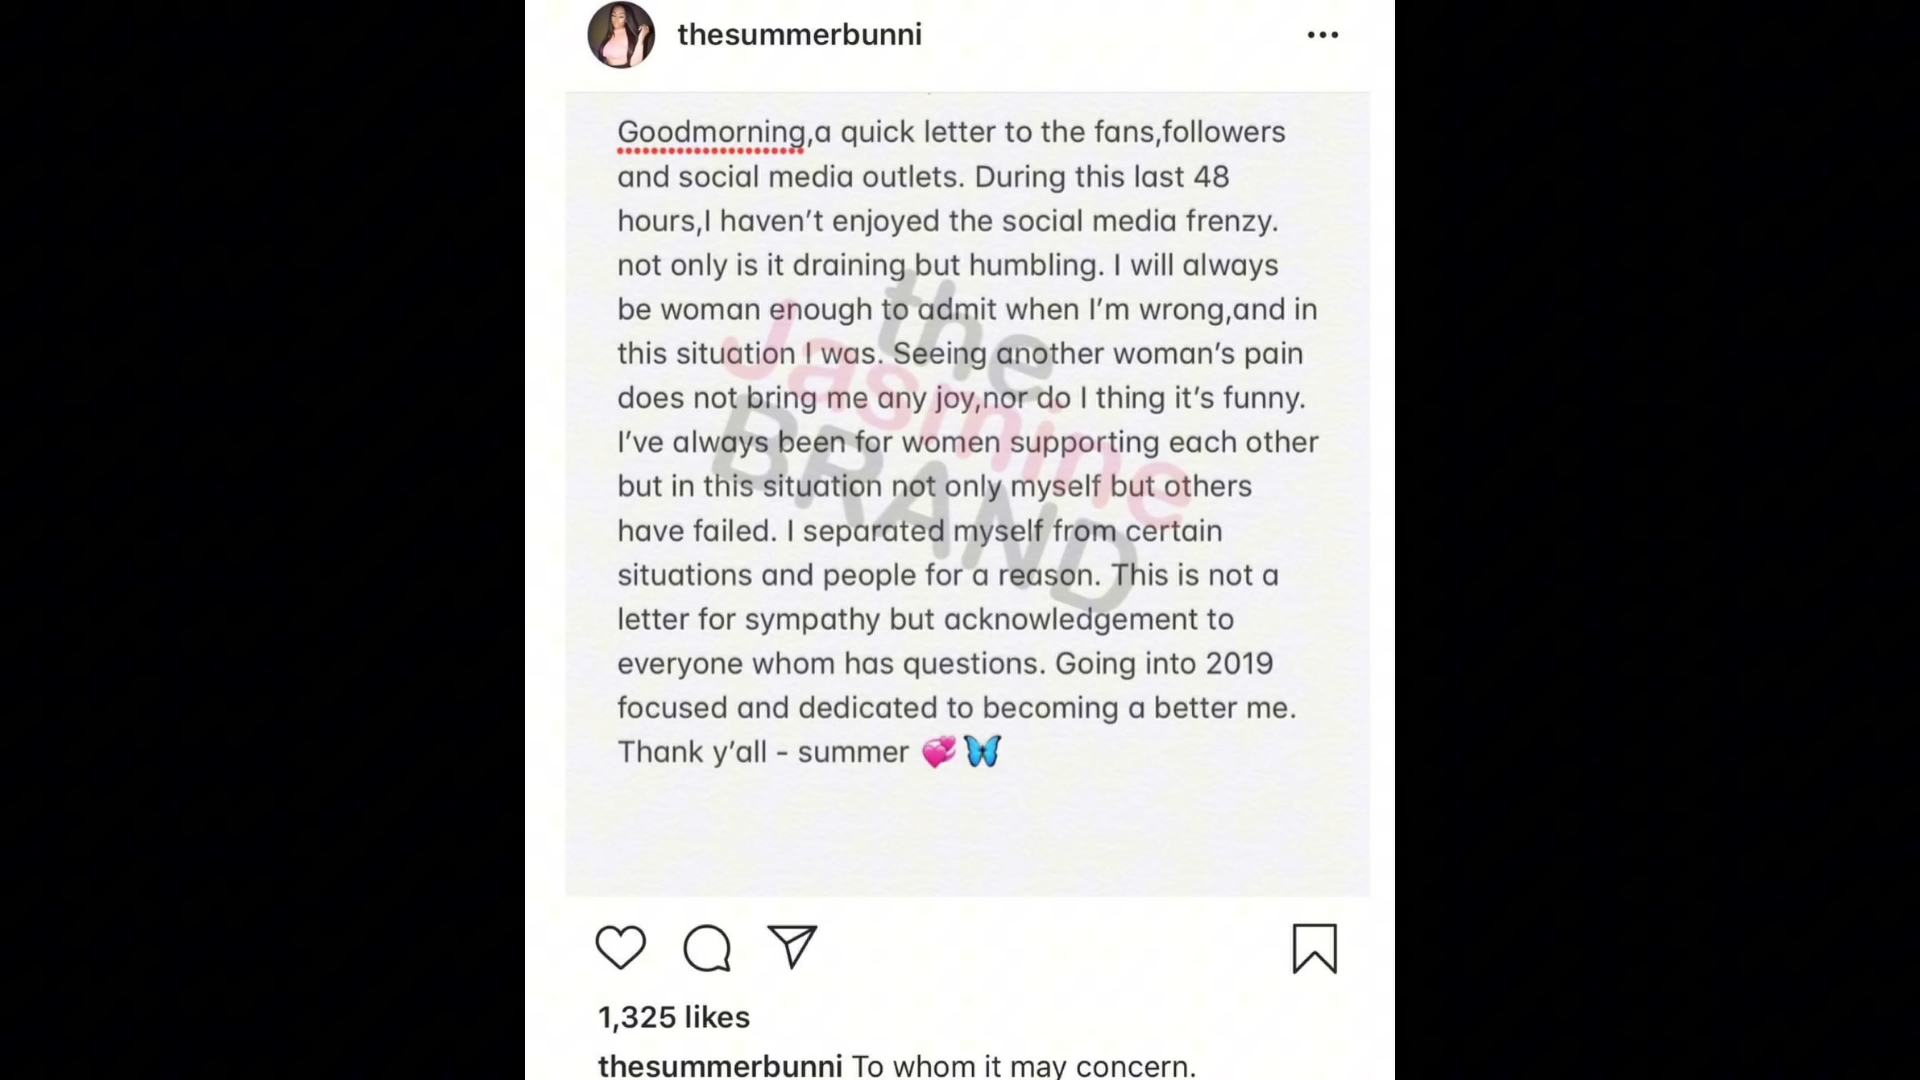 thesummerbunni
Goodmorning,a quick letter to the fans,followers
and social media outlets. During this last 48
hours,I haven't enjoyed the social media frenzy.
not only is it draining but humbling. I will always
be woman enough to admit when I'm wrong,and in
this situation I was. Seeing another woman's pain
does not bring me any joy,nor do I thing it's funny.
I've always been for women supporting each other
but in this situation not only myself but others
have failed. I separated myself from certain
situations and people for a reason. This is not a
letter for sympathy but acknowledgement to
everyone whom has questions. Going into 2019
focused and dedicated to becoming a better me.
Thank y'all - summer 💞🦋
the
Jasmine
BRAND
1,325 likes
thesummerbunni To whom it may concern.